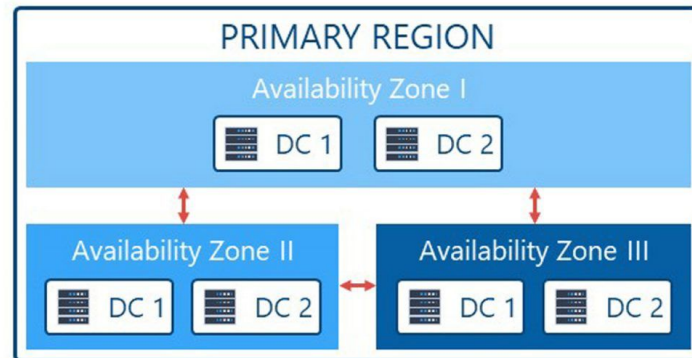 PRIMARY REGION
Availability Zone I
DC 1
DC 2
Availability Zone II
DC 1
DC 2
Availability Zone III
DC 1
DC 2